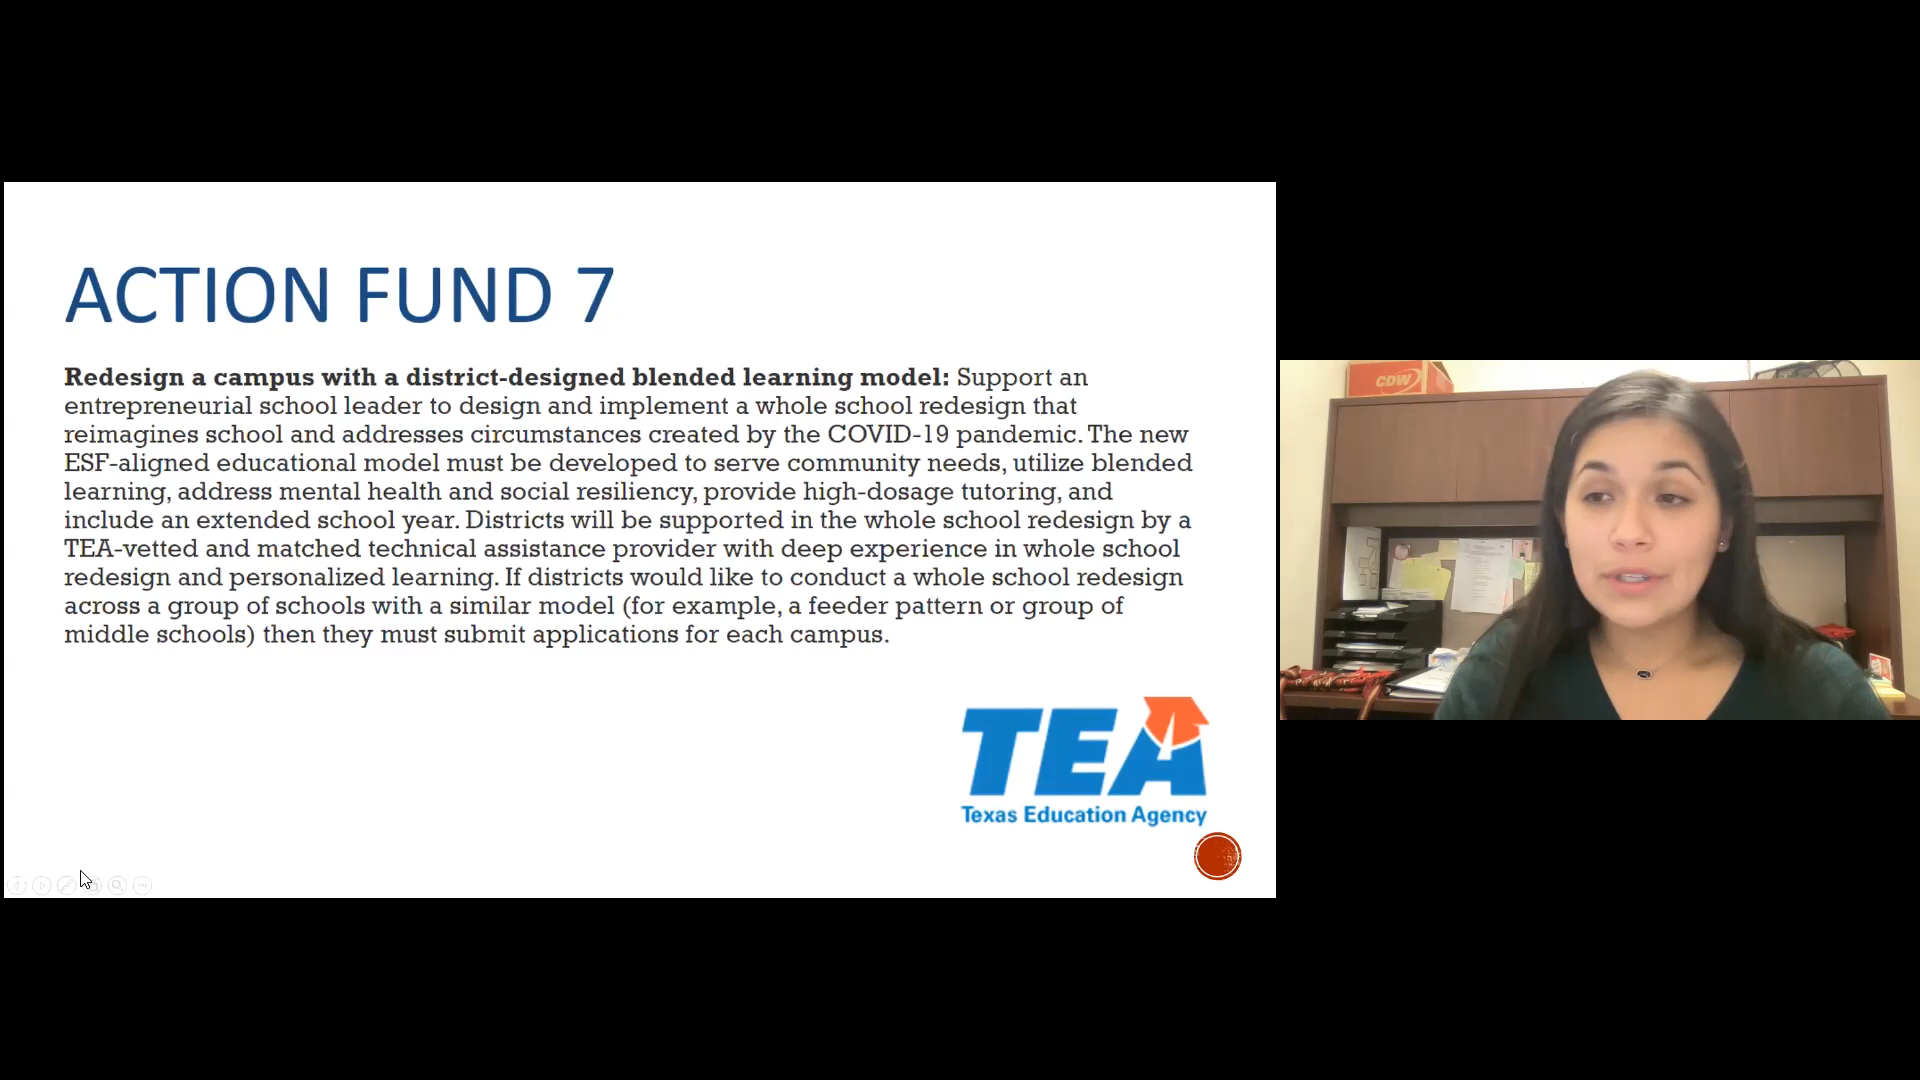 ACTION FUND 7
Redesign a campus with a district-designed blended learning model: Support an
entrepreneurial school leader to design and implement a whole school redesign that
reimagines school and addresses circumstances created by the COVID-19 pandemic. The new
ESF-aligned educational model must be developed to serve community needs, utilize blended
learning, address mental health and social resiliency, provide high-dosage tutoring, and
include an extended school year. Districts will be supported in the whole school redesign by a
TEA-vetted and matched technical assistance provider with deep experience in whole school
redesign and personalized learning. If districts would like to conduct a whole school redesign
across a group of schools with a similar model (for example, a feeder pattern or group of
middle schools) then they must submit applications for each campus.
TEA
Texas Education Agency
CDW